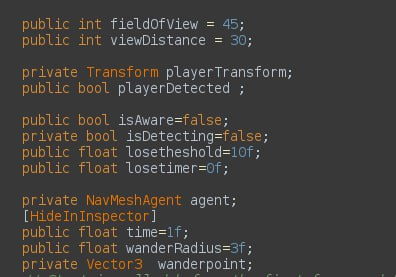 public int fieldOfView = 45;
public int viewDistance = 30;
private Transform playerTransform;
public bool playerDetected ;
public bool isAware=false;
private bool isDetecting=false;
public float losetheshold=10f;
public float losetimer=0f;
private NavMeshAgent agent;
[HideInInspector]
public float time=1f;
public float wanderRadius=3f;
private Vector3  wanderpoint;